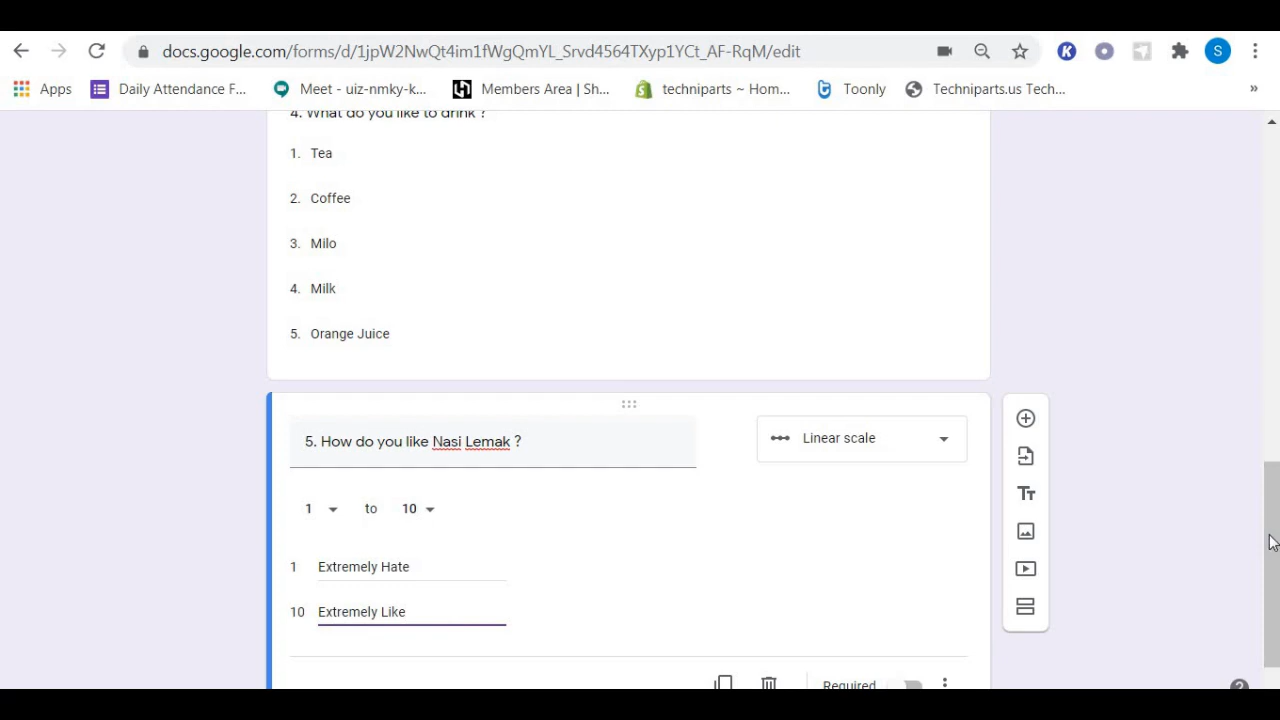 docs.google.com/forms/d/1jpW2NwQt4im1fWgQmYL_Srvd4564TXyp1YCt_AF-RqM/edit
K
S
Apps
Daily Attendance F...
Meet - uiz-nmky-k...
Members Area | Sh...
techniparts ~ Hom...
Toonly
Techniparts.us Tech...
»
4. What do you like to drink ?
1. Tea
2. Coffee
3. Milo
4. Milk
5. Orange Juice
5. How do you like Nasi Lemak ?
Linear scale
1 to 10
1 Extremely Hate
10 Extremely Like
Tт
Required